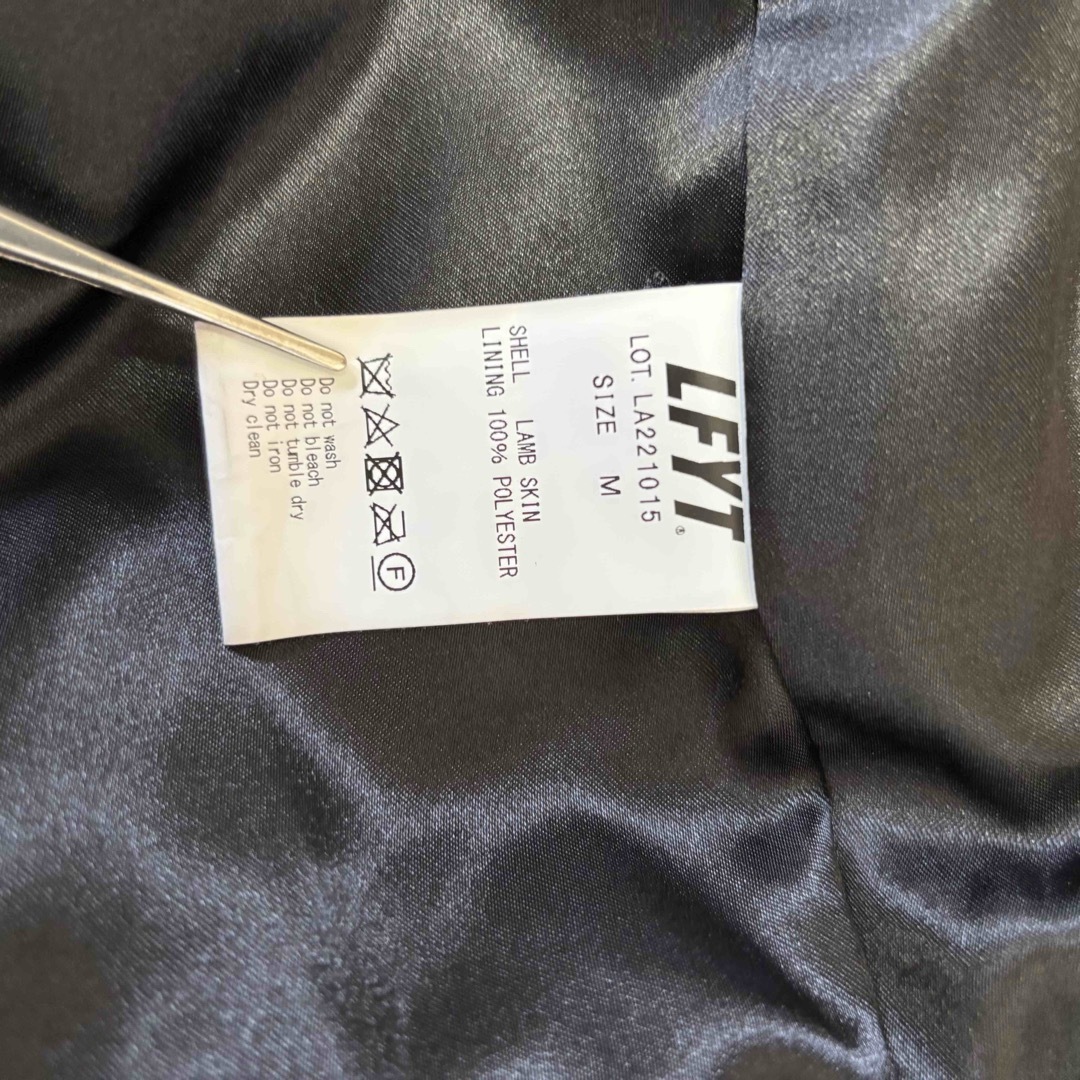 LFYT®
LOT. LA221015
SIZE M
SHELL LAMB SKIN
LINING 100% POLYESTER
F
Do not wash
Do not bleach
Do not tumble dry
Do not iron
Dry clean